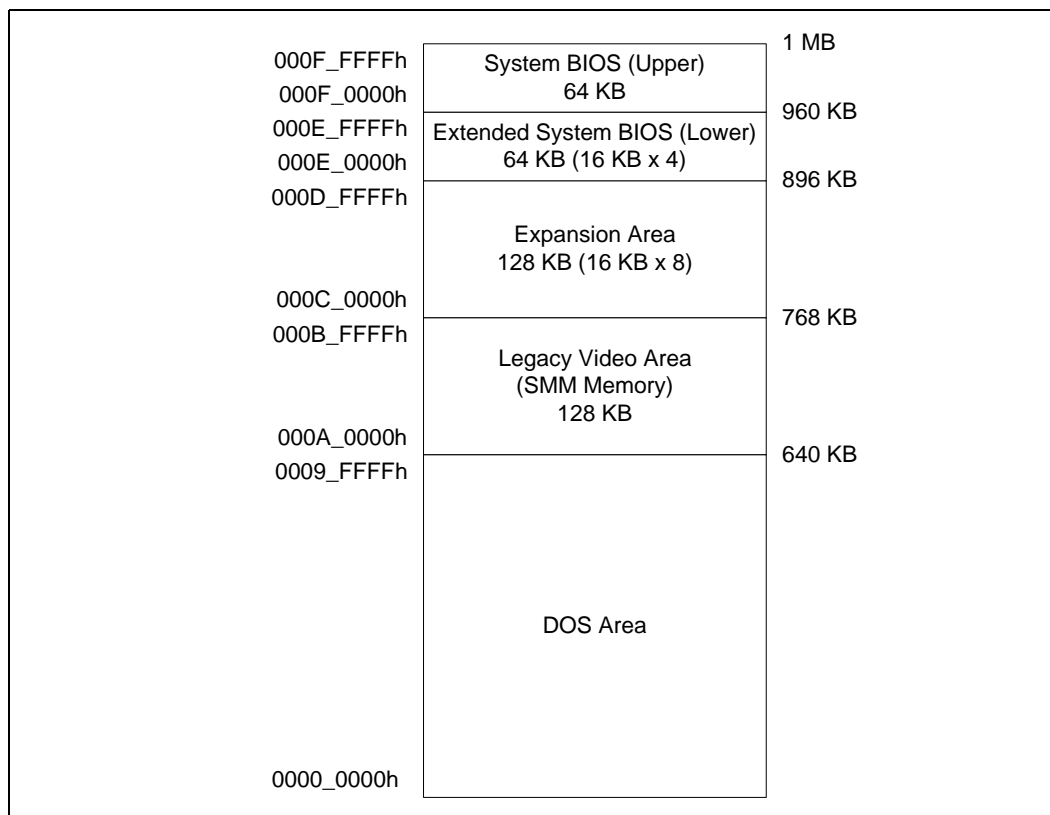 1 MB
000F_FFFFh
System BIOS (Upper)
64 KB
000F_0000h
960 KB
000E_FFFFh
Extended System BIOS (Lower)
64 KB (16 KB x 4)
000E_0000h
896 KB
000D_FFFFh
Expansion Area
128 KB (16 KB x 8)
000C_0000h
768 KB
000B_FFFFh
Legacy Video Area
(SMM Memory)
128 KB
000A_0000h
640 KB
0009_FFFFh
DOS Area
0000_0000h